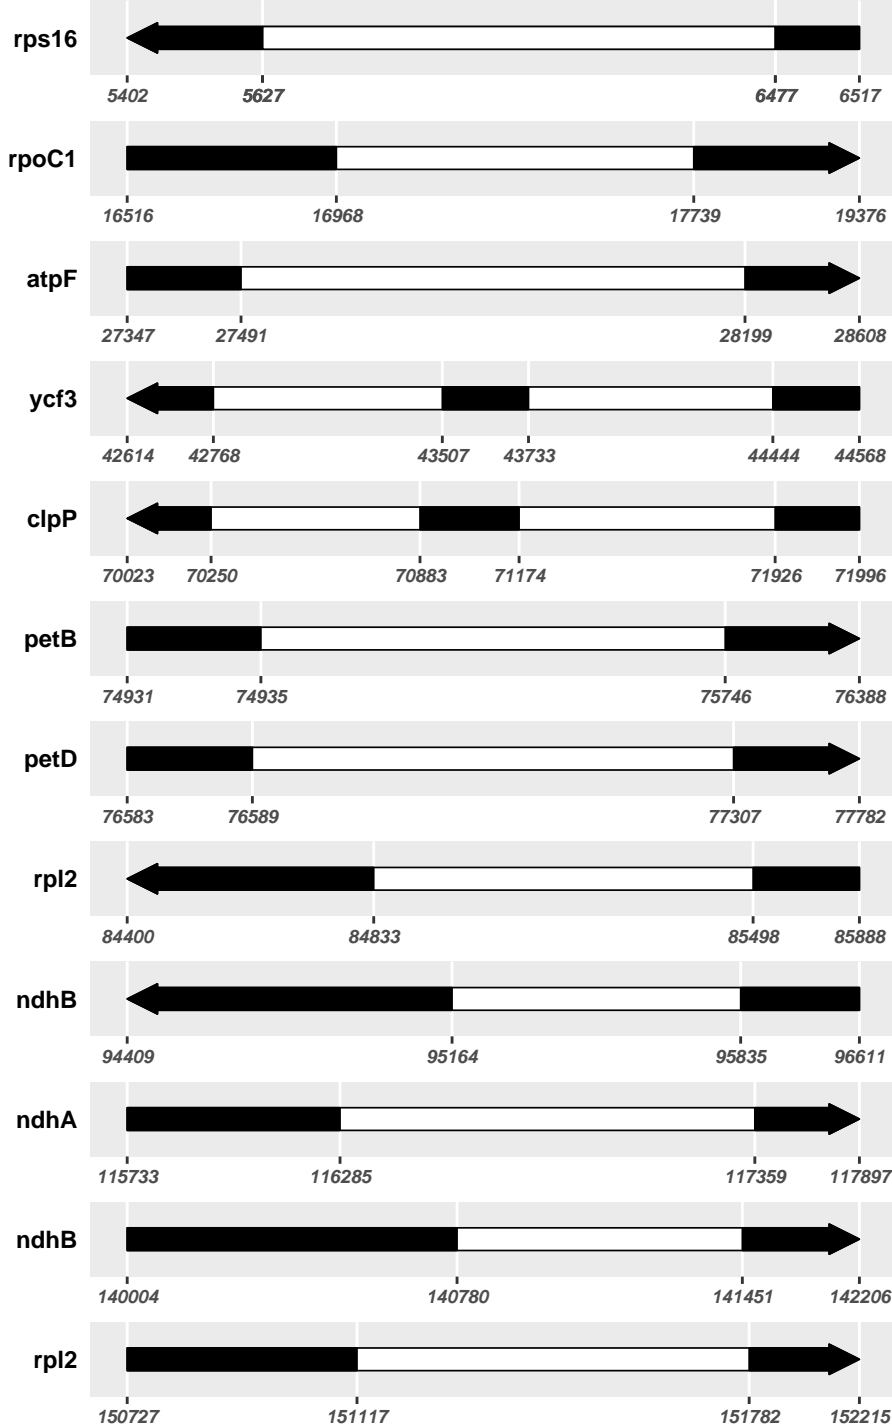 rps16
5402 5627 6477 6517
rpoC1
16516 16968 17739 19376
atpF
27347 27491 28199 28608
ycf3
42614 42768 43507 43733 44444 44568
clpP
70023 70250 70883 71174 71926 71996
petB
74931 74935 75746 76388
petD
76583 76589 77307 77782
rpl2
84400 84833 85498 85888
ndhB
94409 95164 95835 96611
ndhA
115733 116285 117359 117897
ndhB
140004 140780 141451 142206
rpl2
150727 151117 151782 152215